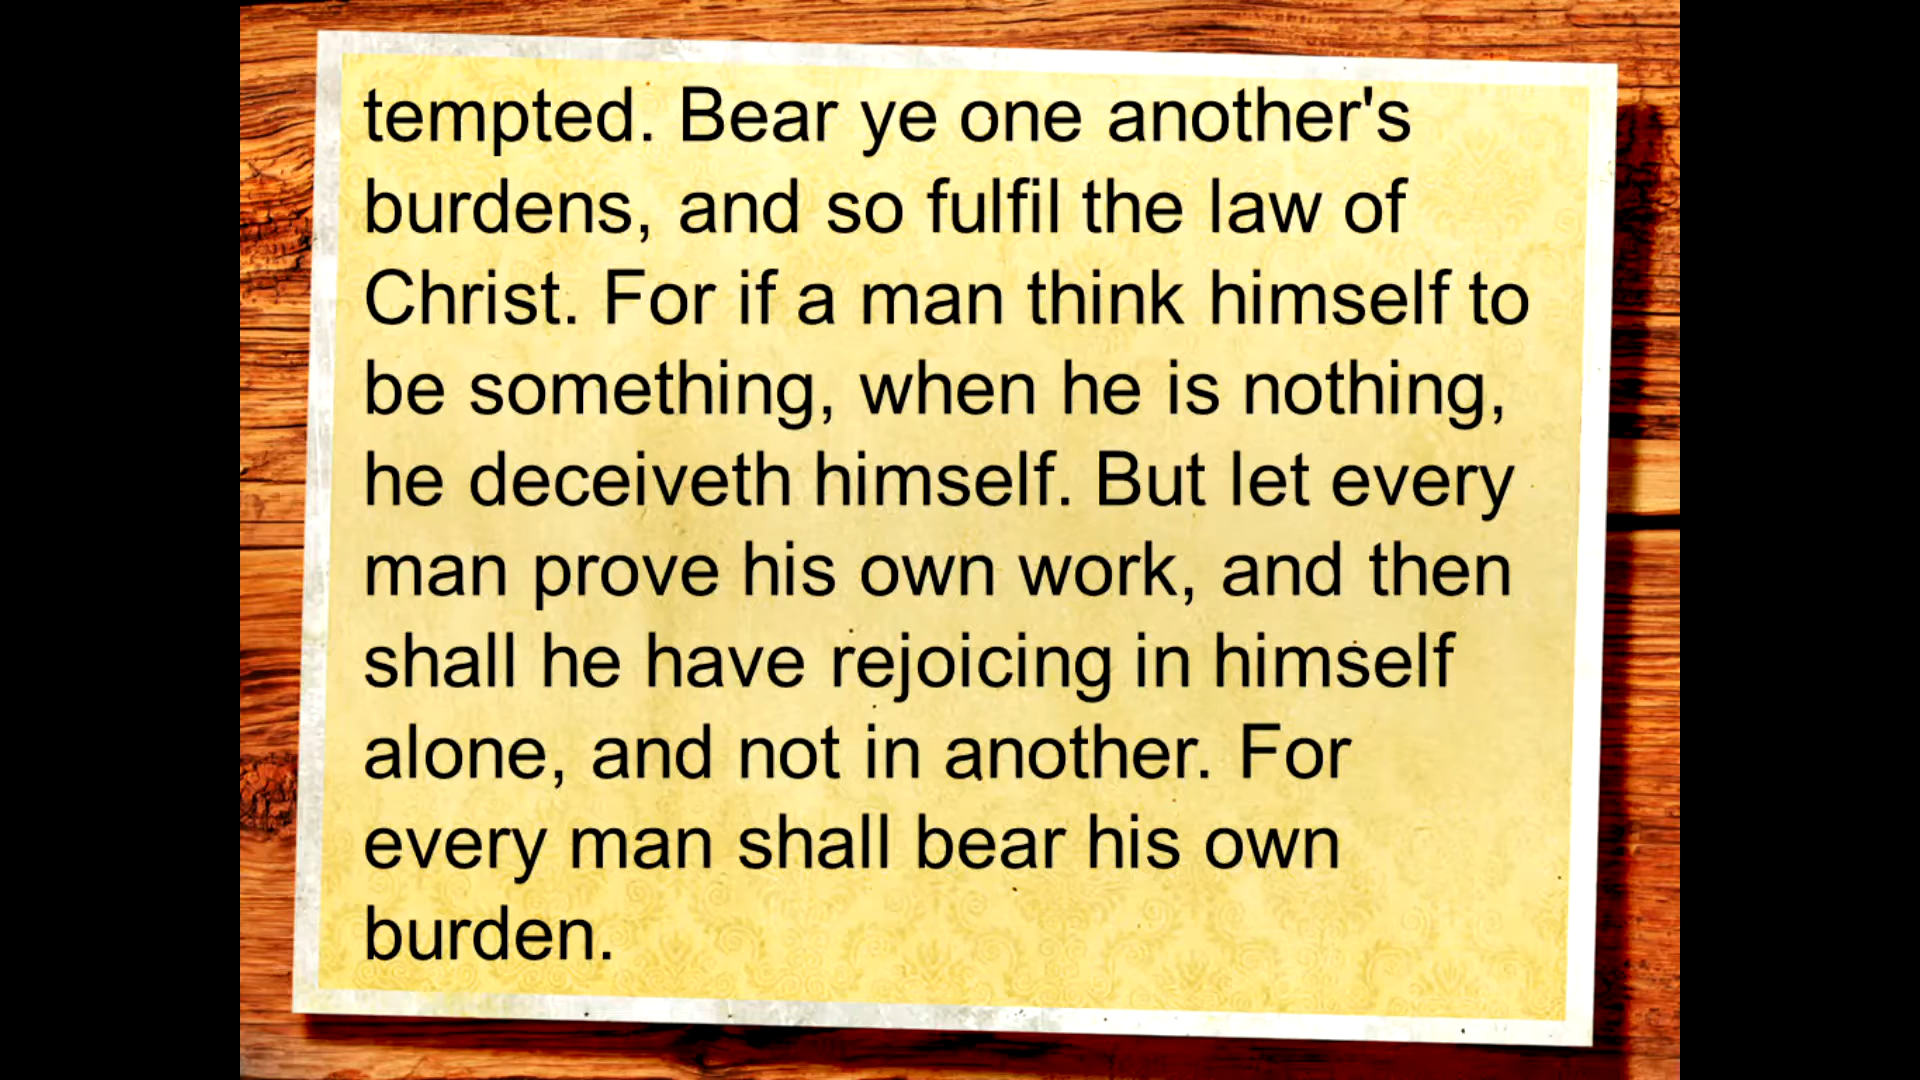 tempted. Bear ye one another's
burdens, and so fulfil the law of
Christ. For if a man think himself to
be something, when he is nothing,
he deceiveth himself. But let every
man prove his own work, and then
shall he have rejoicing in himself
alone, and not in another. For
every man shall bear his own
burden.